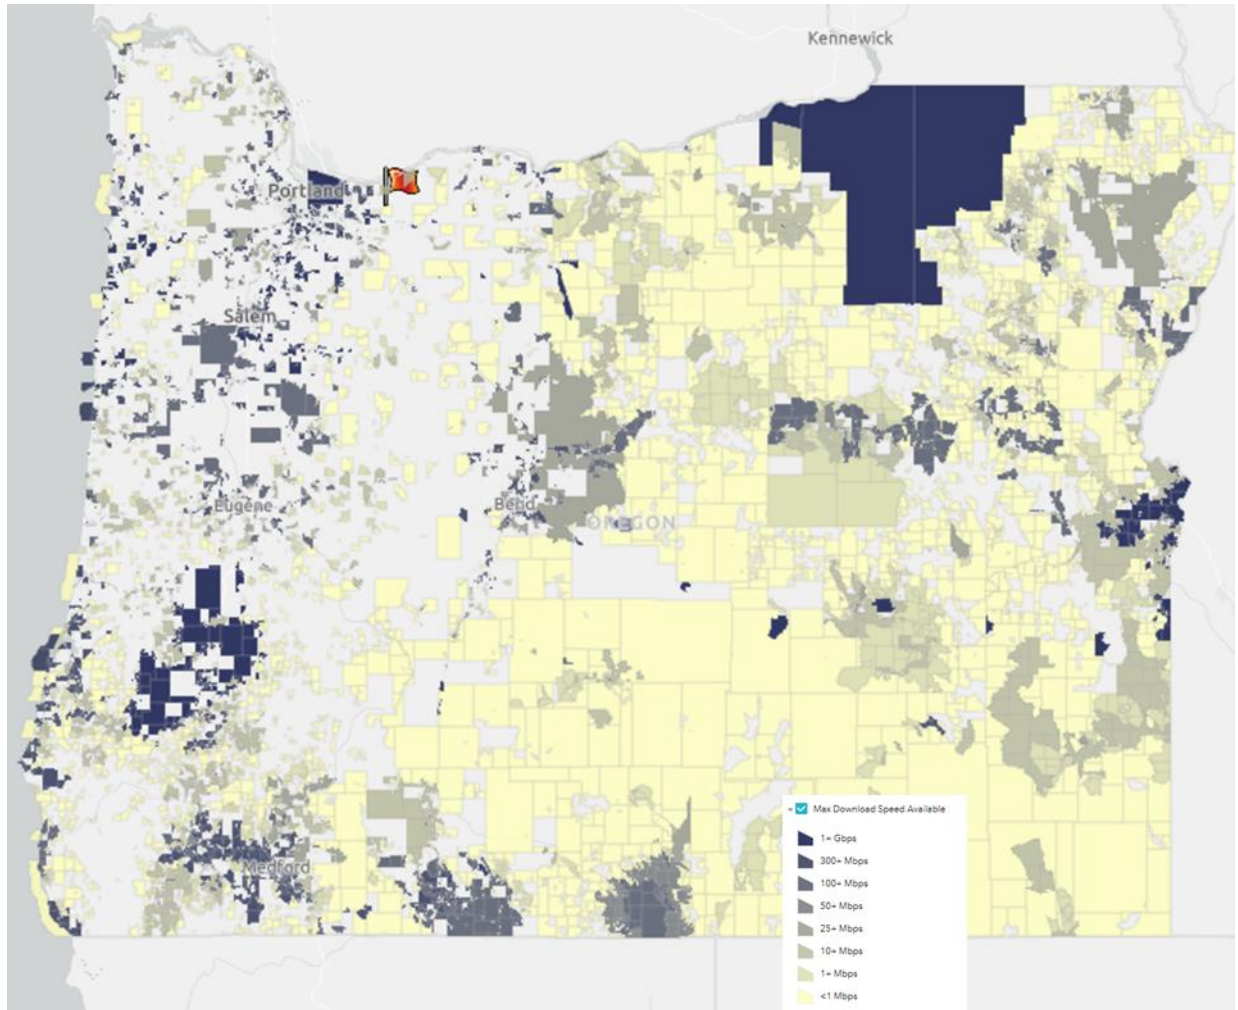 Kennewick
Portland
Salem
Eugene
Bend
OREGON
Medford
Max Download Speed Available
1+ Gbps
300+ Mbps
100+ Mbps
50+ Mbps
25+ Mbps
10+ Mbps
1+ Mbps
<1 Mbps